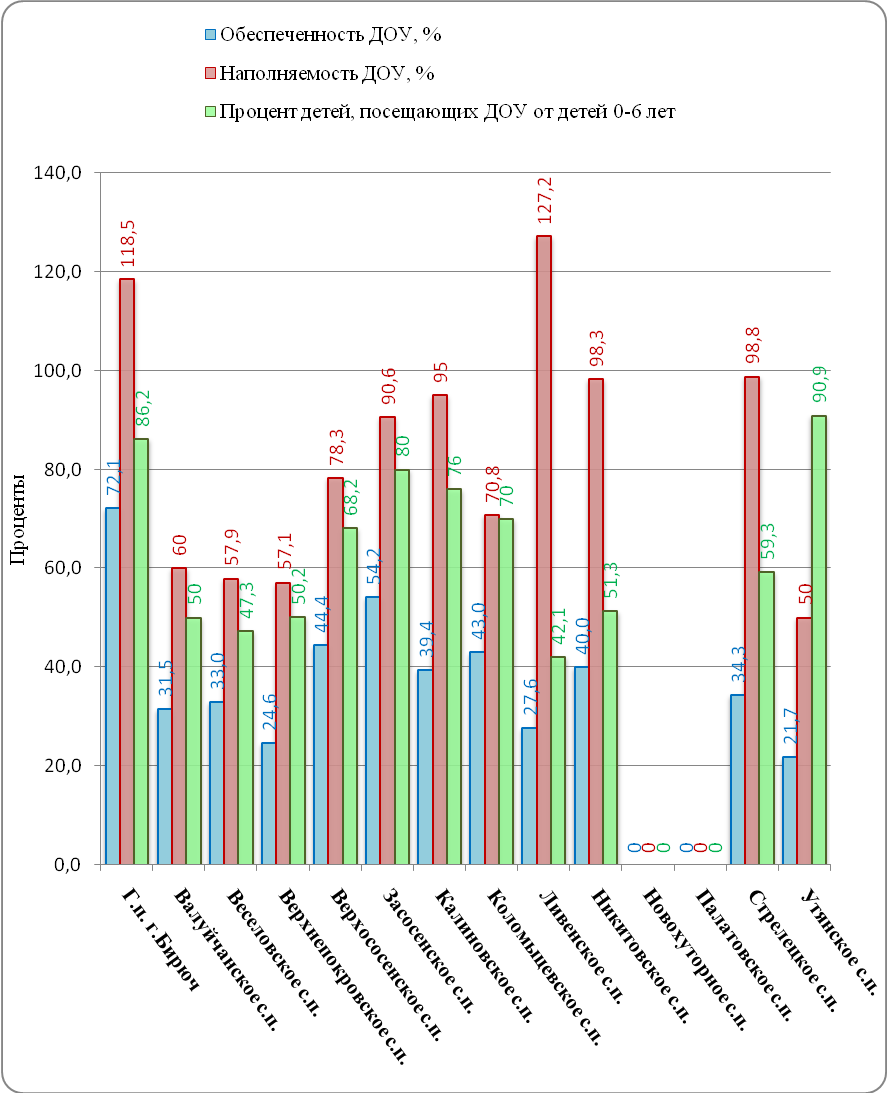 Обеспеченность ДОУ, %
Наполняемость ДОУ, %
Процент детей, посещающих ДОУ от детей 0-6 лет
Проценты
140,0
120,0
100,0
80,0
60,0
40,0
20,0
0,0
72,1
118,5
86,2
31,5
60
50
33,0
57,9
47,3
24,6
57,1
50,2
44,4
78,3
68,2
54,2
90,6
80
39,4
95
76
43,0
70,8
70
27,6
127,2
42,1
40,0
98,3
51,3
0
0
0
0
0
0
34,3
98,8
59,3
21,7
50
90,9
Г.п. г.Бирюч
Валуйчанское с.п.
Веселовское с.п.
Верхнепокровское с.п.
Верхососенское с.п.
Засосенское с.п.
Калиновское с.п.
Коломыцевское с.п.
Ливенское с.п.
Никитовское с.п.
Новохуторное с.п.
Палатовское с.п.
Стрелецкое с.п.
Утянское с.п.